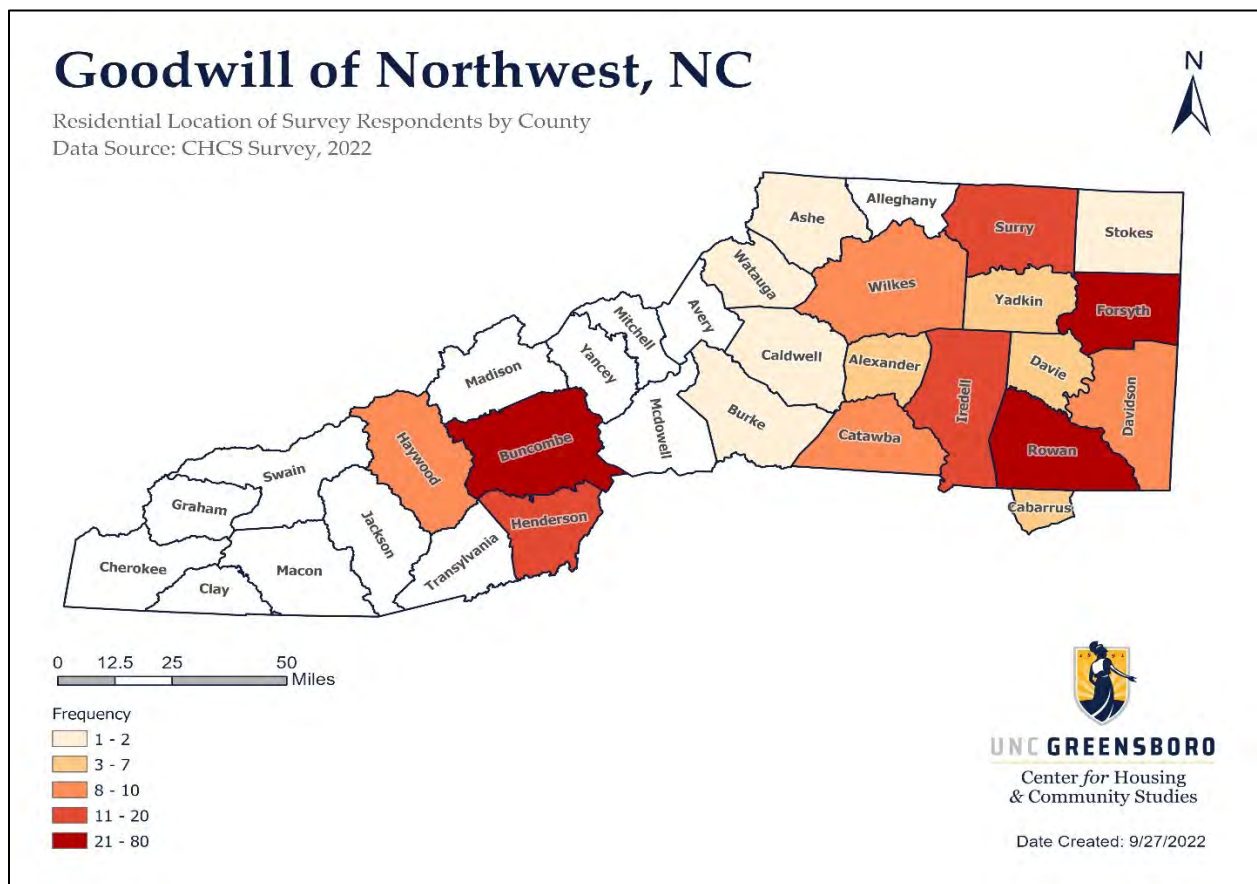 Goodwill of Northwest, NC
Residential Location of Survey Respondents by County
Data Source: CHCS Survey, 2022
N
Ashe
Alleghany
Surry
Stokes
Watauga
Wilkes
Yadkin
Forsyth
Mitchell
Avery
Caldwell
Alexander
Iredell
Davie
Davidson
Madison
Yancey
Mcdowell
Burke
Catawba
Rowan
Haywood
Buncombe
Swain
Cabarrus
Graham
Jackson
Henderson
Transylvania
Cherokee
Clay
Macon
0 12.5 25 50
Miles
Frequency
1 - 2
3 - 7
8 - 10
11 - 20
21 - 80
UNC GREENSBORO
Center for Housing
& Community Studies
Date Created: 9/27/2022